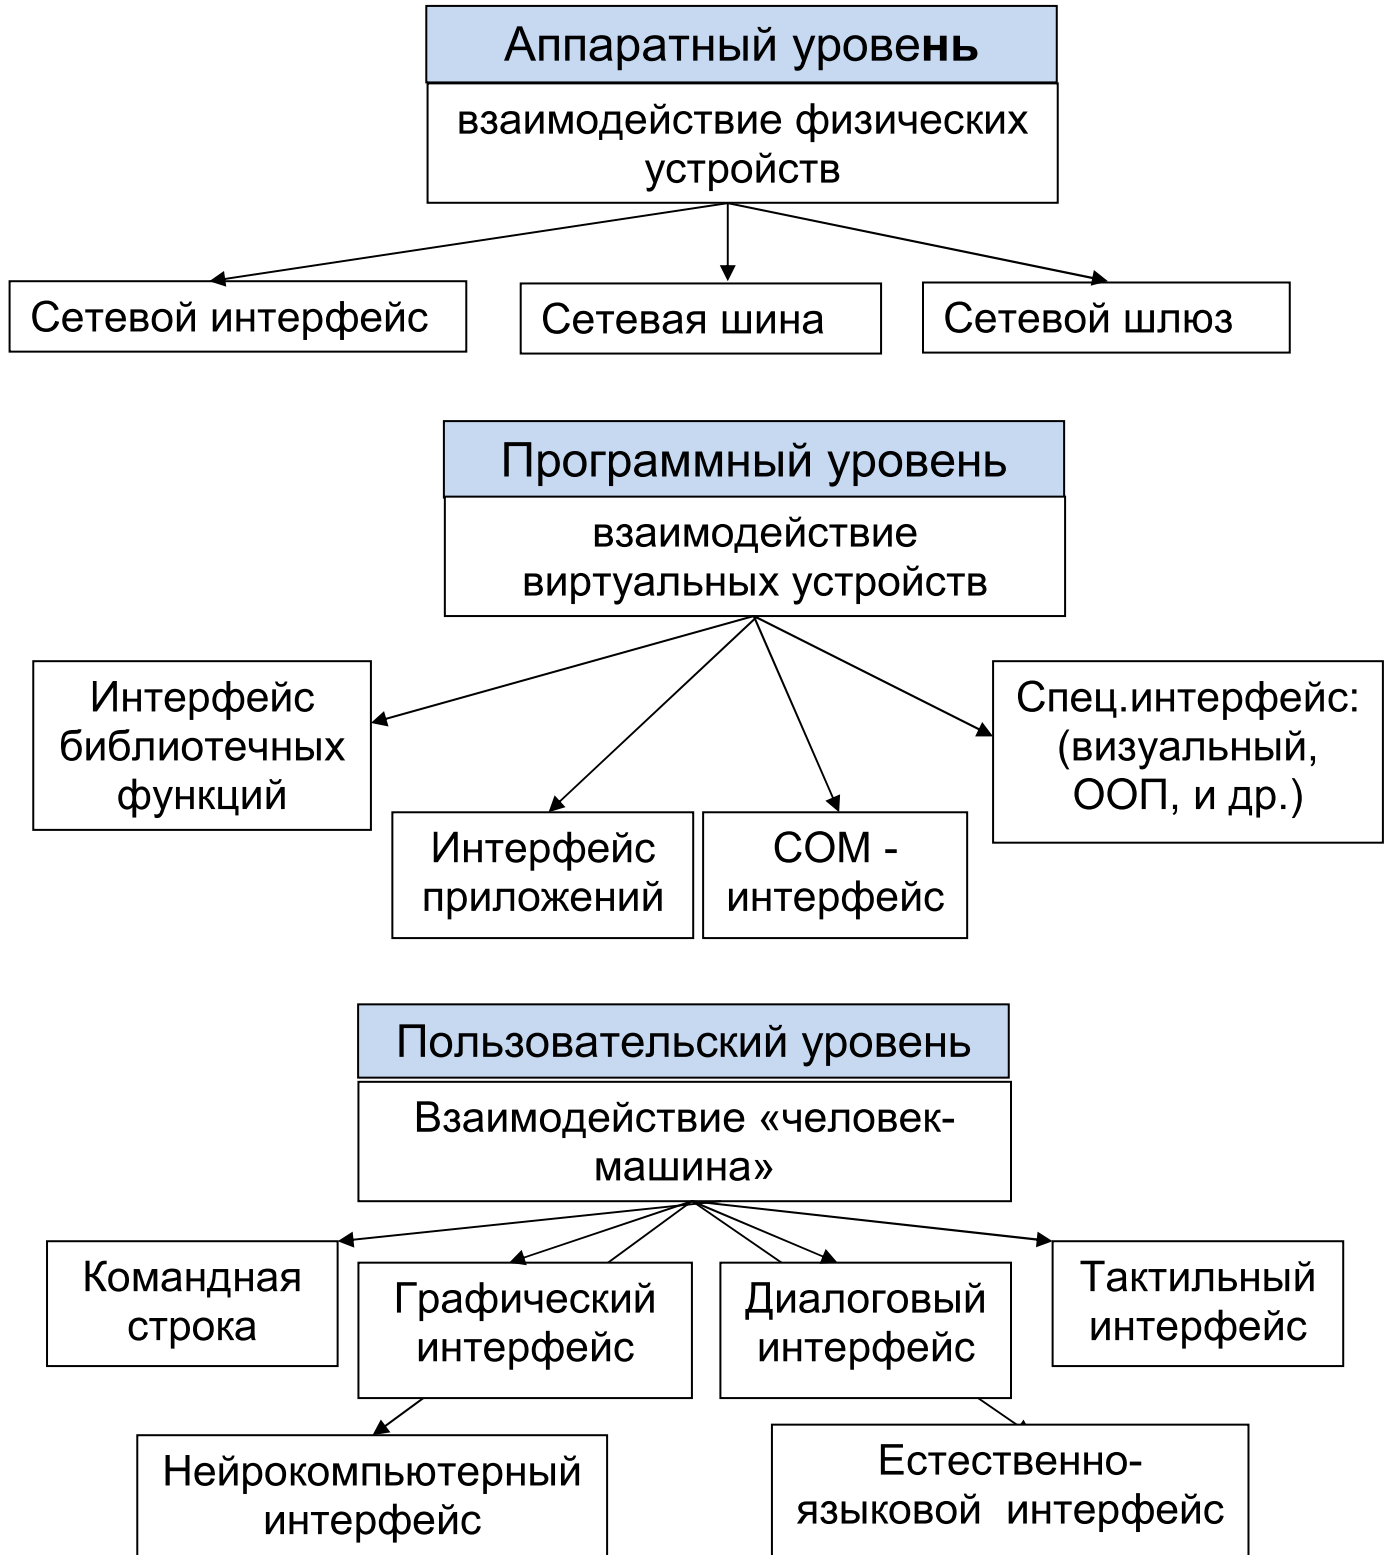 Аппаратный уровень
взаимодействие физических
устройств
Сетевой интерфейс
Сетевая шина
Сетевой шлюз
Программный уровень
взаимодействие
виртуальных устройств
Интерфейс
библиотечных
функций
Интерфейс
приложений
COM -
интерфейс
Спец.интерфейс:
(визуальный,
ООП, и др.)
Пользовательский уровень
Взаимодействие «человек-
машина»
Командная
строка
Графический
интерфейс
Диалоговый
интерфейс
Тактильный
интерфейс
Нейрокомпьютерный
интерфейс
Естественно-
языковой интерфейс